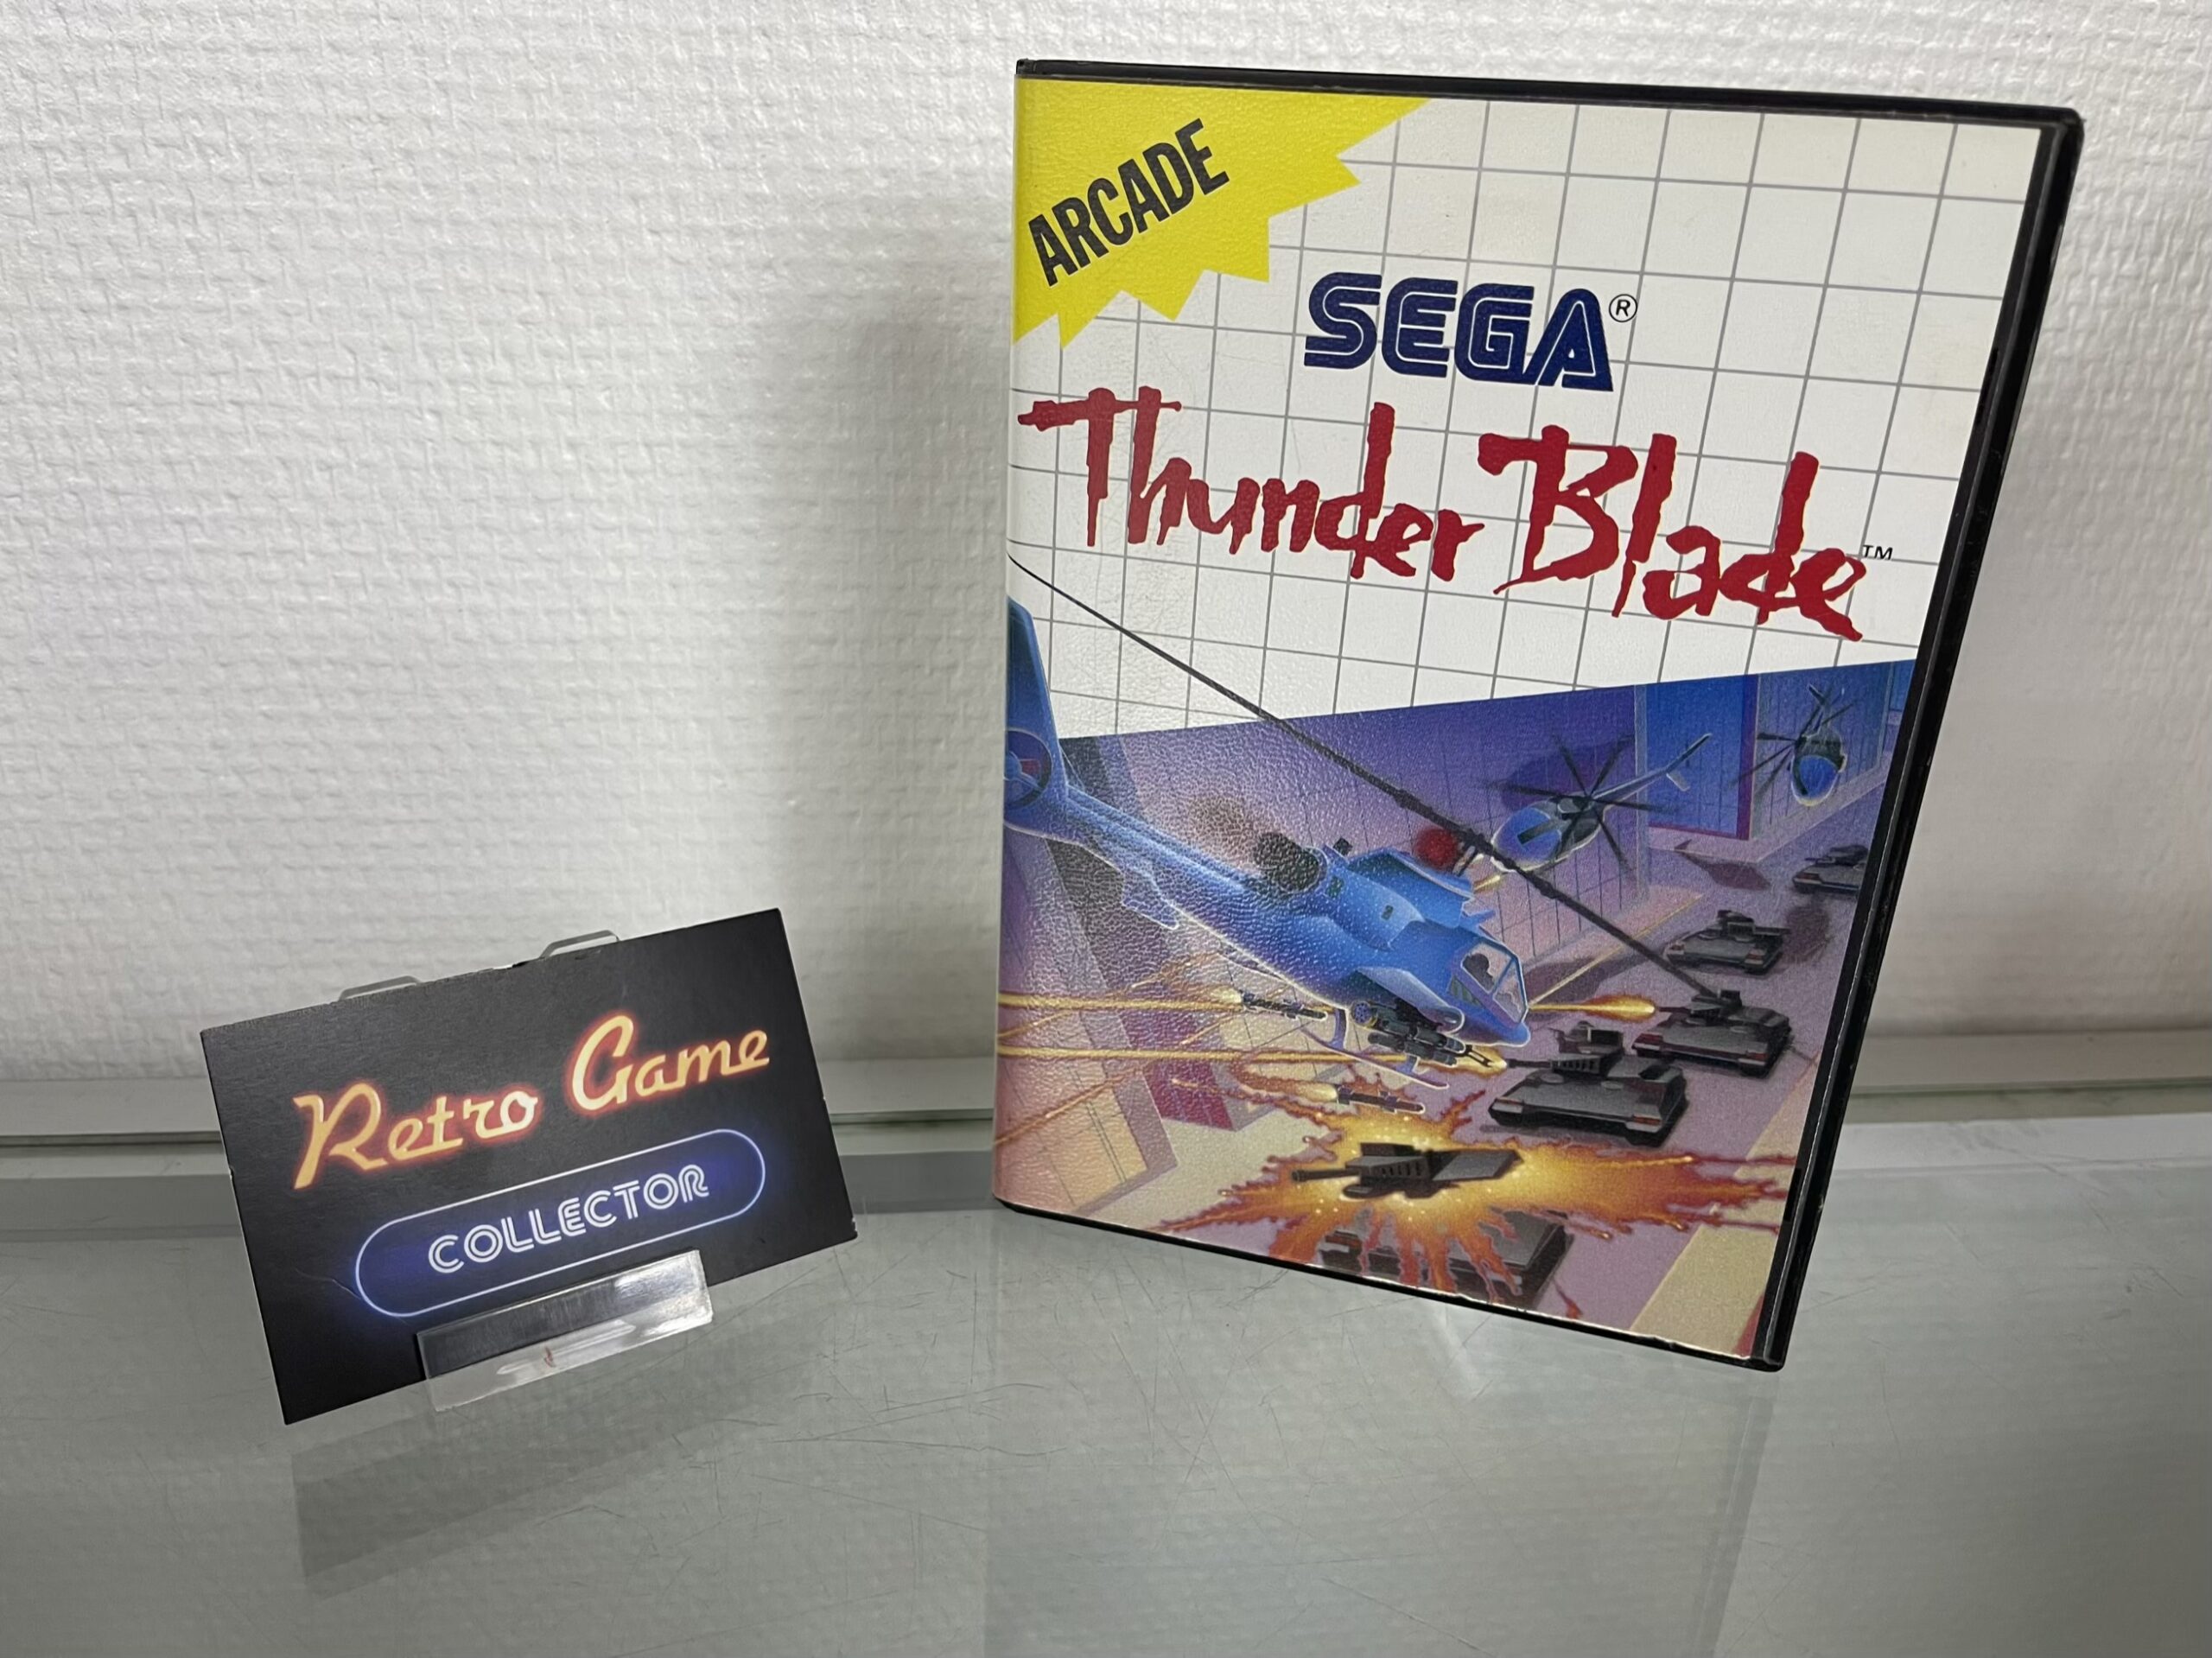 ARCADE
SEGA®
Thunder Blade™
Retro Game
COLLECTOR